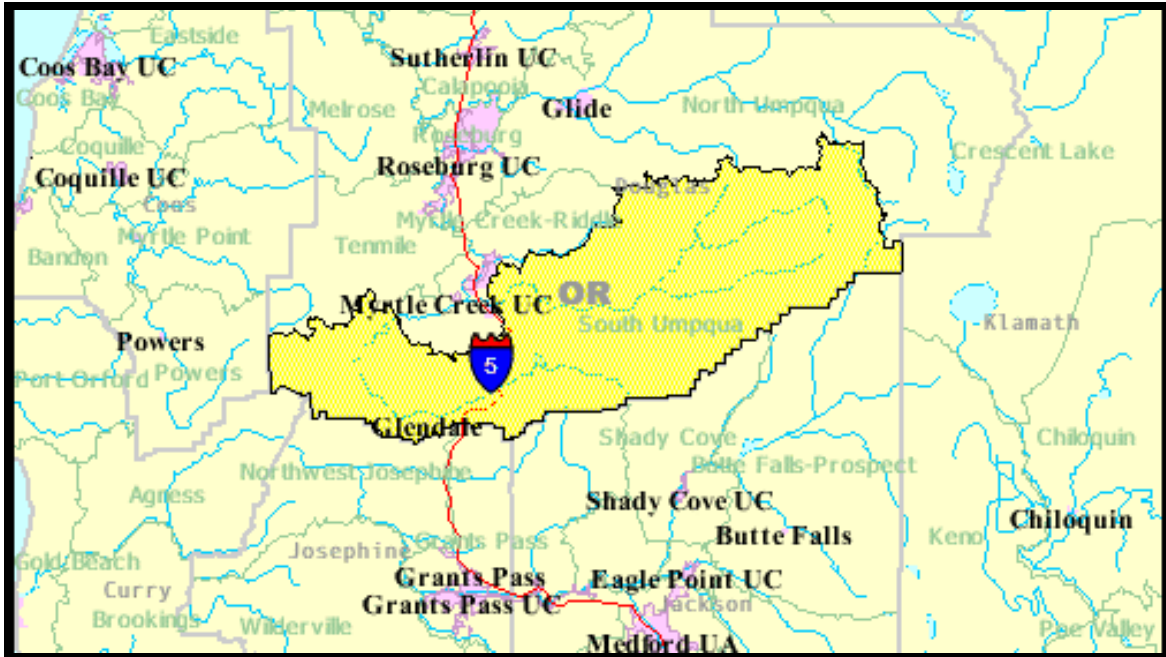 Eastside
Sutherlin UC
Coos Bay UC
Calapooia
Coos Bay
Melrose
Glide
North Umpqua
Roseburg
Coquille
Crescent Lake
Roseburg UC
Coquille UC
Douglas
Coos
Myrtle Creek-Riddle
Myrtle Point
Tenmile
Bandon
OR
Myrtle Creek UC
South Umpqua
Klamath
Powers
5
Port Orford
Powers
Glendale
Shady Cove
Chiloquin
Northwest Josephine
Butte Falls-Prospect
Agness
Shady Cove UC
Chiloquin
Butte Falls
Keno
Grants Pass
Josephine
Gold Beach
Grants Pass
Eagle Point UC
Curry
Grants Pass UC
Jackson
Brookings
Wilderville
Poe Valley
Medford UA